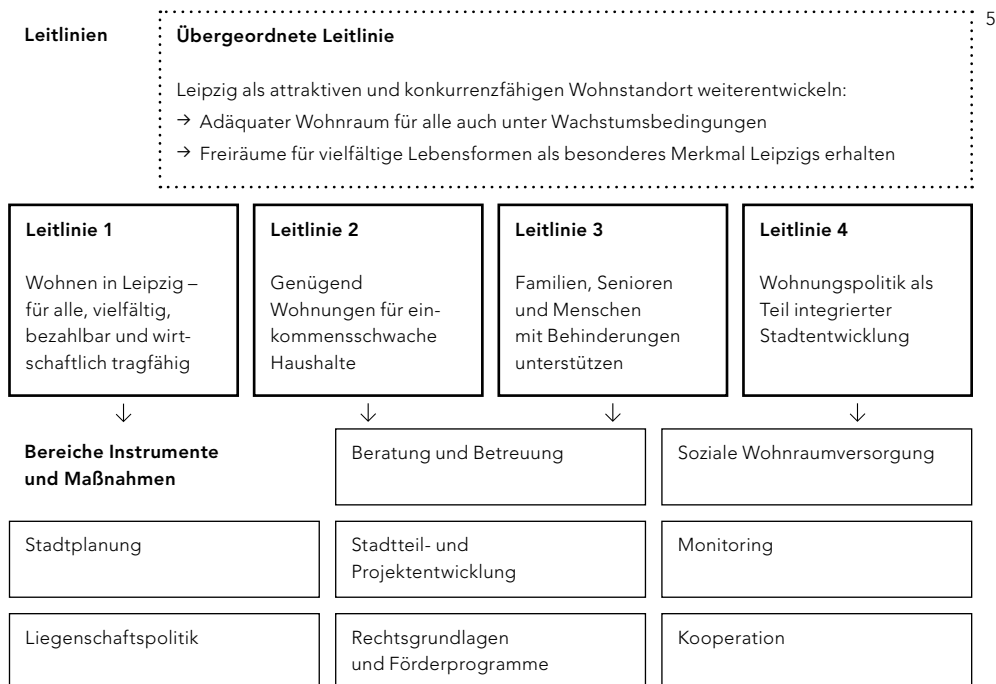 5
Leitlinien
Übergeordnete Leitlinie
Leipzig als attraktiven und konkurrenzfähigen Wohnstandort weiterentwickeln:
→ Adäquater Wohnraum für alle auch unter Wachstumsbedingungen
→ Freiräume für vielfältige Lebensformen als besonderes Merkmal Leipzigs erhalten
Leitlinie 1
Wohnen in Leipzig –
für alle, vielfältig,
bezahlbar und wirt-
schaftlich tragfähig
Leitlinie 2
Genügend
Wohnungen für ein-
kommensschwache
Haushalte
Leitlinie 3
Familien, Senioren
und Menschen
mit Behinderungen
unterstützen
Leitlinie 4
Wohnungspolitik als
Teil integrierter
Stadtentwicklung
Bereiche Instrumente
und Maßnahmen
Beratung und Betreuung
Soziale Wohnraumversorgung
Stadtplanung
Stadtteil- und
Projektentwicklung
Monitoring
Liegenschaftspolitik
Rechtsgrundlagen
und Förderprogramme
Kooperation